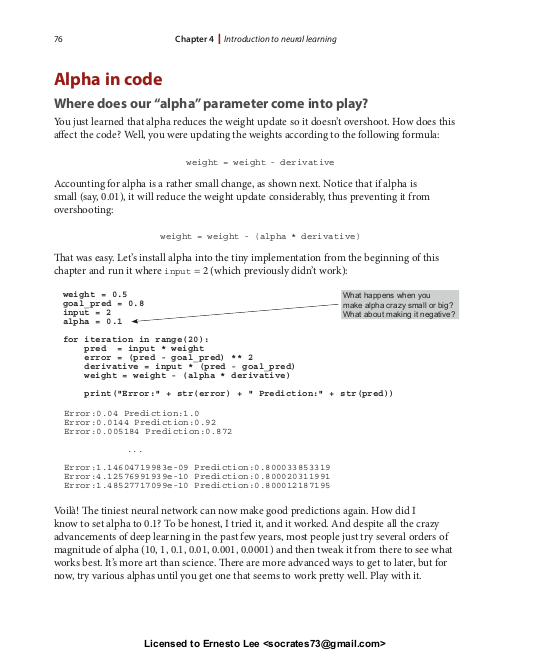 76
Chapter 4 | Introduction to neural learning
Alpha in code
Where does our “alpha” parameter come into play?
You just learned that alpha reduces the weight update so it doesn’t overshoot. How does this
affect the code? Well, you were updating the weights according to the following formula:
weight = weight - derivative
Accounting for alpha is a rather small change, as shown next. Notice that if alpha is
small (say, 0.01), it will reduce the weight update considerably, thus preventing it from
overshooting:
weight = weight - (alpha * derivative)
That was easy. Let’s install alpha into the tiny implementation from the beginning of this
chapter and run it where input = 2 (which previously didn’t work):
weight = 0.5
goal_pred = 0.8
input = 2
alpha = 0.1
What happens when you
make alpha crazy small or big?
What about making it negative?
for iteration in range(20):
    pred  = input * weight
    error = (pred - goal_pred) ** 2
    derivative = input * (pred - goal_pred)
    weight = weight - (alpha * derivative)
    print("Error:" + str(error) + " Prediction:" + str(pred))
Error:0.04 Prediction:1.0
Error:0.0144 Prediction:0.92
Error:0.005184 Prediction:0.872
...
Error:1.14604719983e-09 Prediction:0.800033853319
Error:4.12576991939e-10 Prediction:0.800020311991
Error:1.48527717099e-10 Prediction:0.800012187195
Voilà! The tiniest neural network can now make good predictions again. How did I
know to set alpha to 0.1? To be honest, I tried it, and it worked. And despite all the crazy
advancements of deep learning in the past few years, most people just try several orders of
magnitude of alpha (10, 1, 0.1, 0.01, 0.001, 0.0001) and then tweak it from there to see what
works best. It’s more art than science. There are more advanced ways to get to later, but for
now, try various alphas until you get one that seems to work pretty well. Play with it.
Licensed to Ernesto Lee <socrates73@gmail.com>